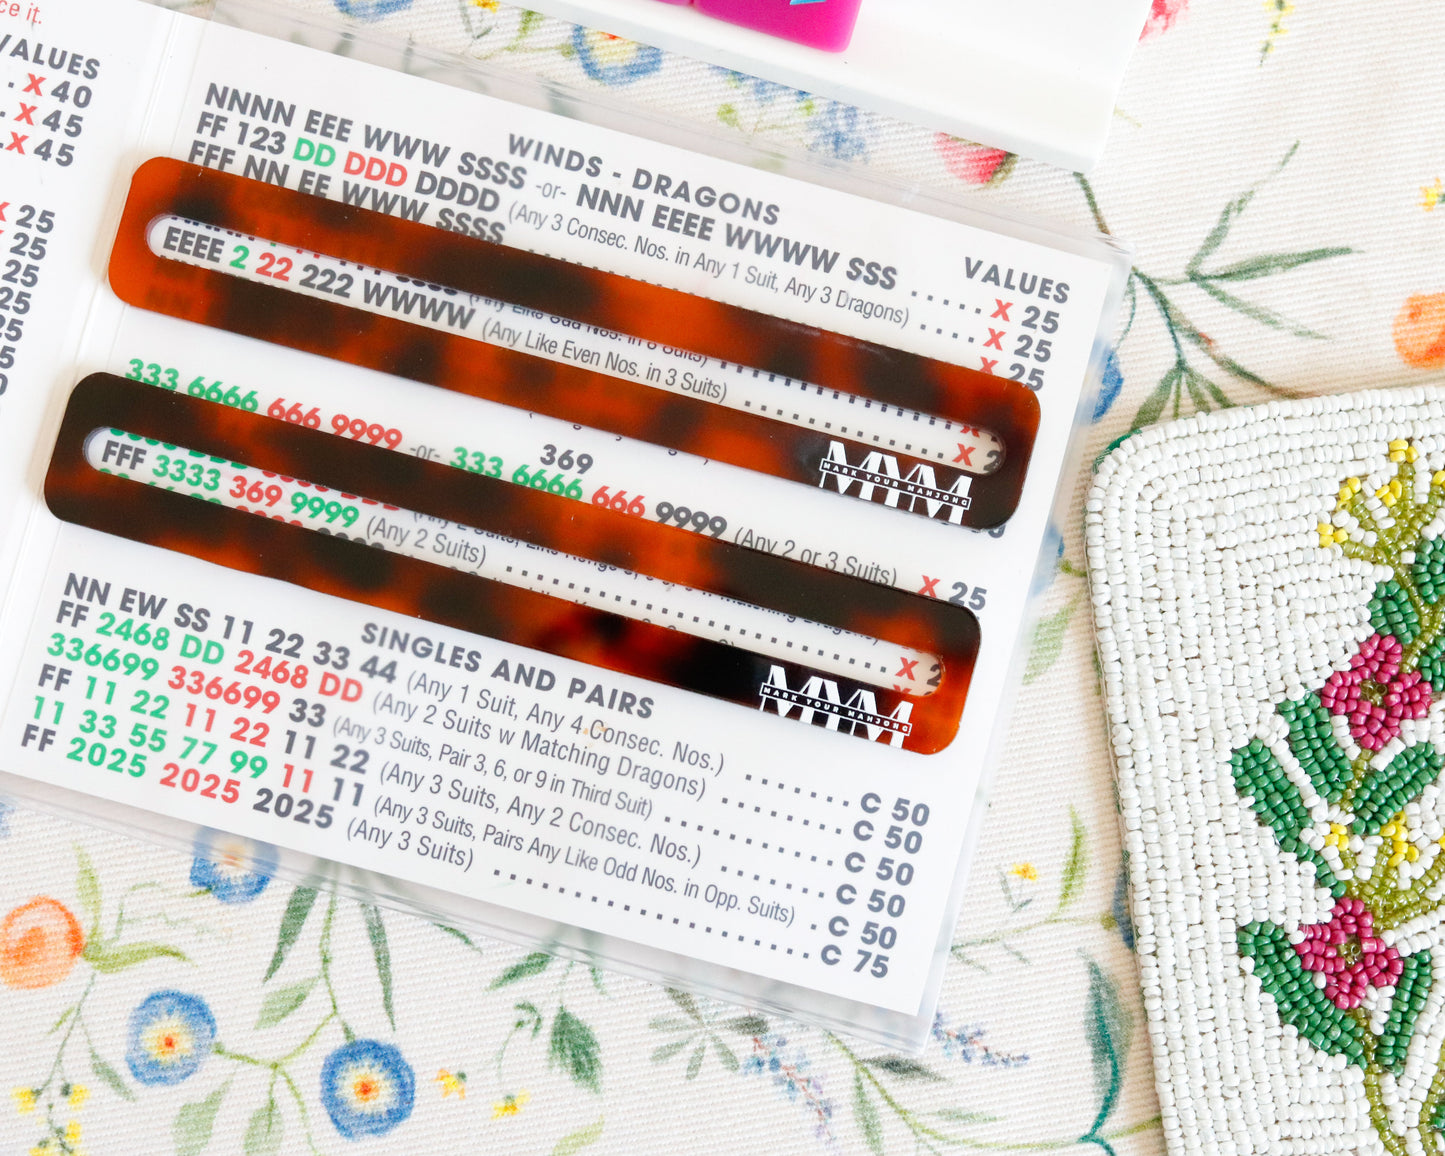 ce it.
VALUES
. . X 40
. X 45
. . X 45
X 25
X 25
25
25
25
5
WINDS - DRAGONS
VALUES
NNNN EEE WWW SSSS -or- NNN EEEE WWWW SSS . . . . . X 25
FF 123 DD DDD DDDD (Any 3 Consec. Nos. in Any 1 Suit, Any 3 Dragons) . . . . X 25
FFF NN EE WWW SSSS X 25
EEEE 2 22 222 WWWW (Any Like Even Nos. in 3 Suits) X
MYM
MARK YOUR MAHJONG
369
333 6666 666 9999 -or- 333 6666 666 9999 (Any 2 or 3 Suits) X 25
FFF 3333 369 9999 (Any 2 Suits) X 2
MYM
MARK YOUR MAHJONG
SINGLES AND PAIRS
NN EW SS 11 22 33 44 (Any 1 Suit, Any 4 Consec. Nos.) . . . . . . . C 50
FF 2468 DD 2468 DD (Any 2 Suits w Matching Dragons) . . . . . . . . C 50
336699 336699 33 (Any 3 Suits, Pair 3, 6, or 9 in Third Suit) . . . . . . . . . . C 50
FF 11 22 11 22 11 22 (Any 3 Suits, Any 2 Consec. Nos.) . . . . . . . . C 50
11 33 55 77 99 11 11 (Any 3 Suits, Pairs Any Like Odd Nos. in Opp. Suits) . C 50
FF 2025 2025 2025 (Any 3 Suits) . . . . . . . . . . . . . . . . . . C 75